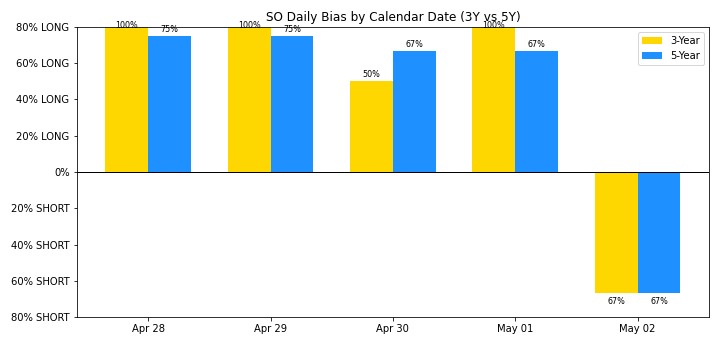 SO Daily Bias by Calendar Date (3Y vs 5Y)
80% LONG
60% LONG
40% LONG
20% LONG
0%
20% SHORT
40% SHORT
60% SHORT
80% SHORT
100%
75%
100%
75%
50%
67%
100%
67%
67%
67%
3-Year
5-Year
Apr 28
Apr 29
Apr 30
May 01
May 02